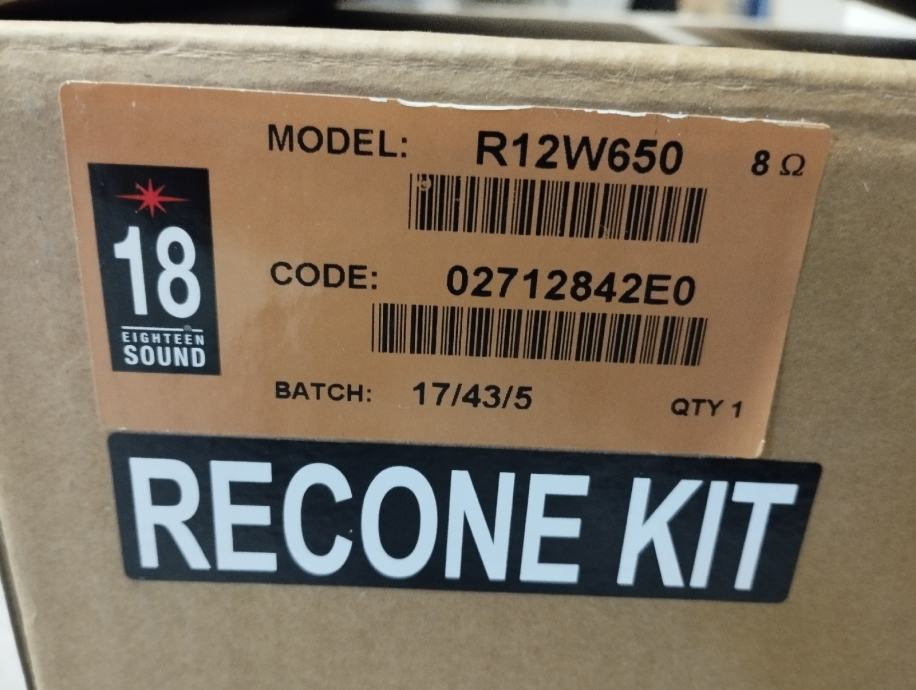 MODEL: R12W650 8 Ω
18
EIGHTEEN
SOUND
CODE: 02712842E0
BATCH: 17/43/5 QTY 1
RECONE KIT